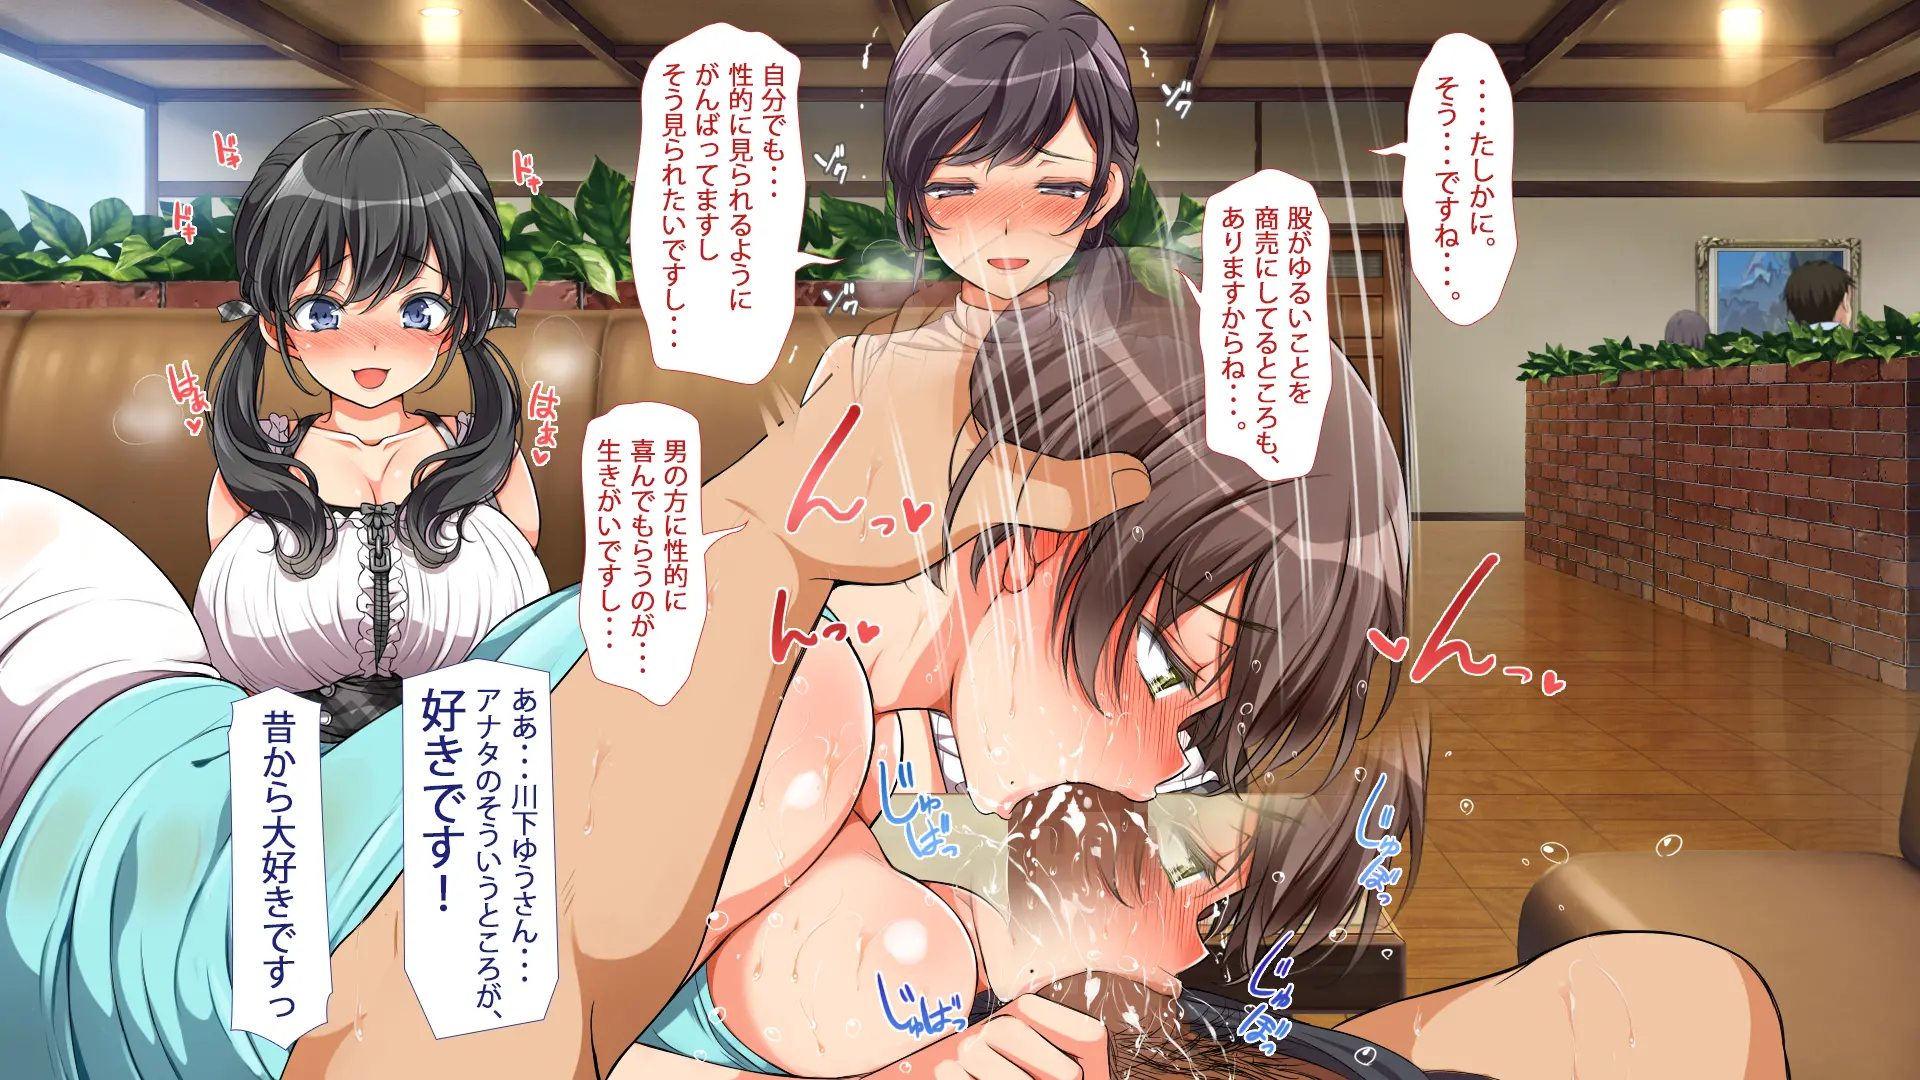 ‥‥たしかに。
そう‥‥ですね‥‥。
股がゆるいことを
商売にしてるところも、
ありますからね‥‥。
自分でも‥‥
性的に見られるように
がんばってますし
そう見られたいですし‥‥
男の方に性的に
喜んでもらうのが‥‥
生きがいですし‥‥
ああ‥‥川下ゆうさん‥‥
アナタのそういうところが、
好きです！
昔から大好きですっ
ドキ
ドキ
ドキ
はぁ♥
はぁ♥
ゾク
ゾク
ゾク
んっ♥
んっ♥
♥んっ♥
じゅばっ
じゅぼっ
じゅばっ
じゅぼっ